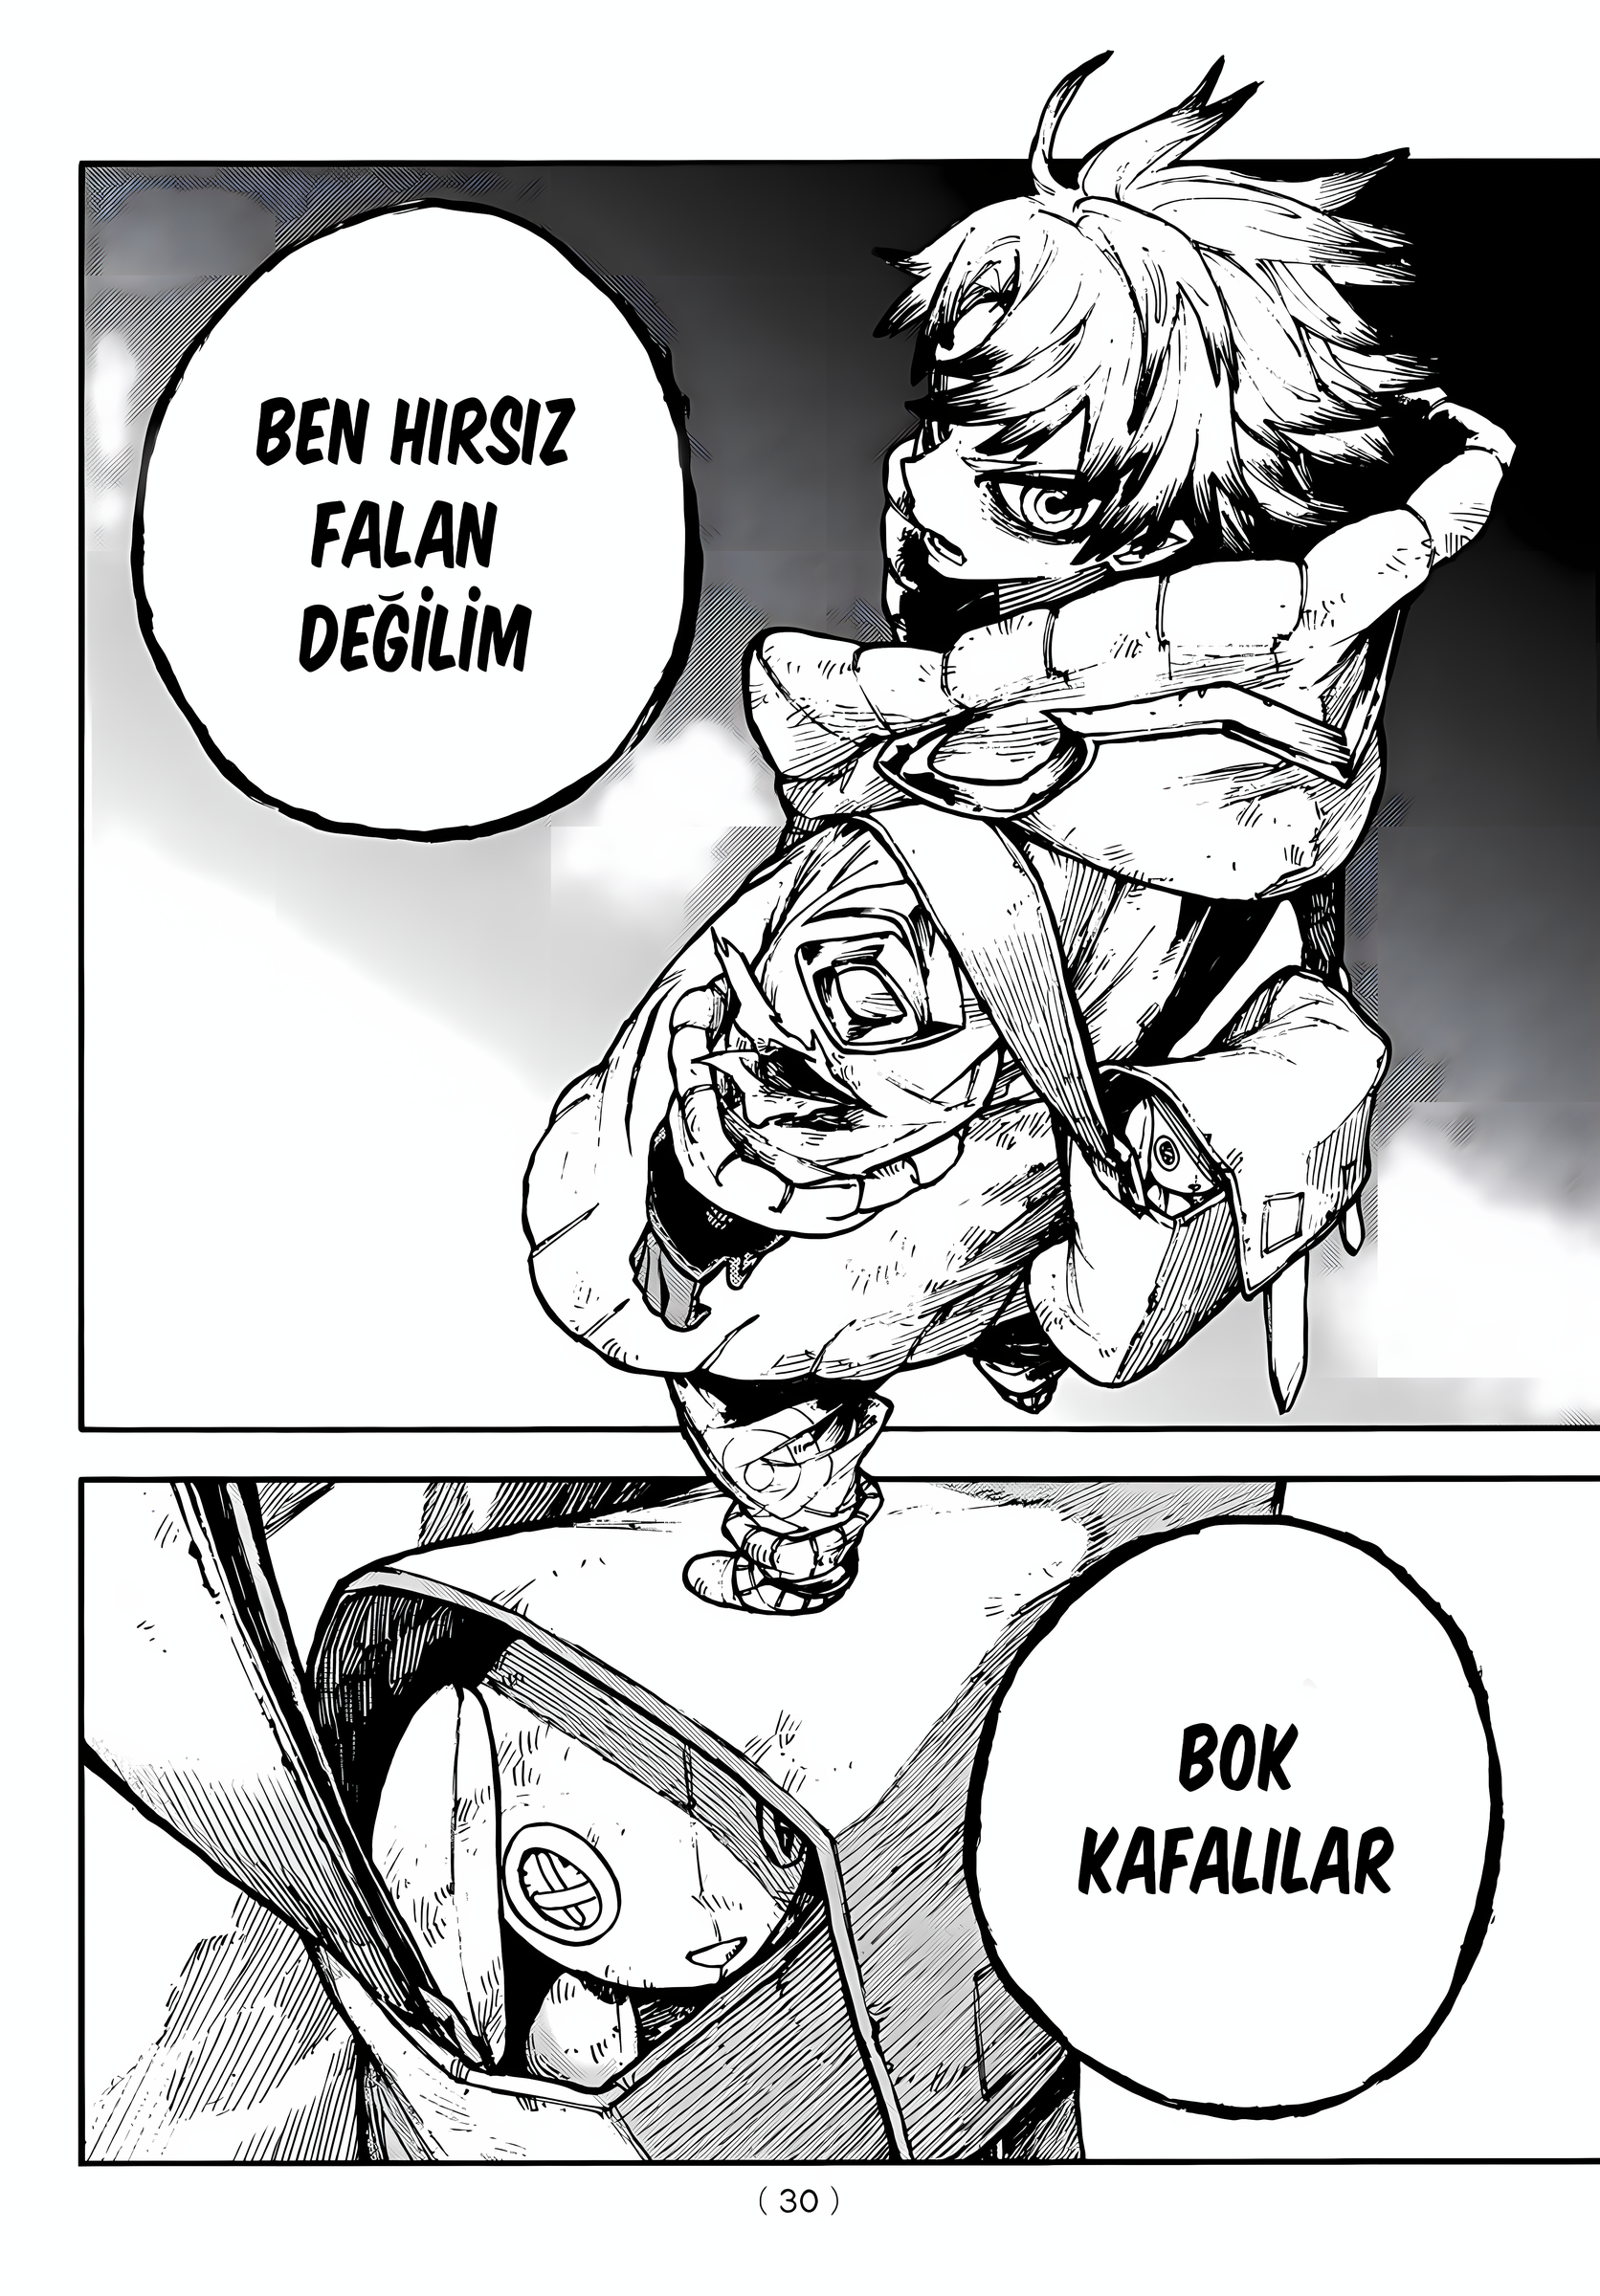 BEN HIRSIZ
FALAN
DEĞİLİM
BOK
KAFALILAR
( 30 )